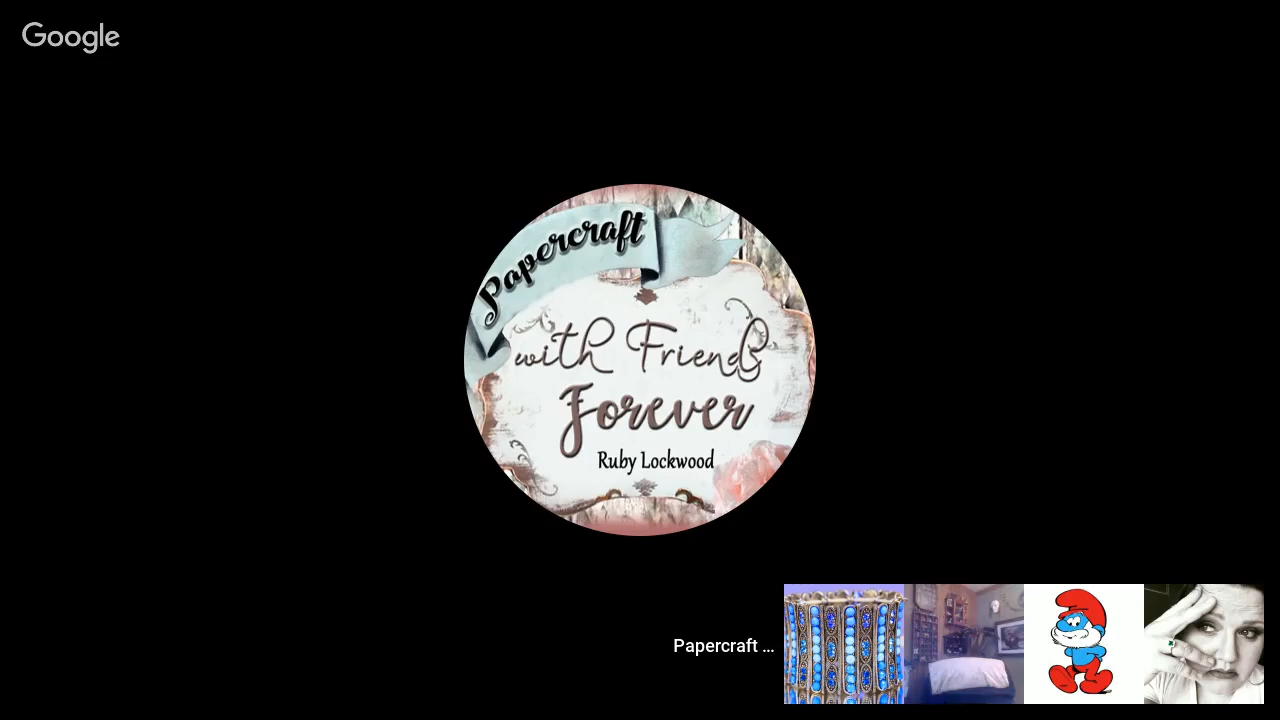 Google
Papercraft
with Friends
Forever
Ruby Lockwood
Papercraft ...